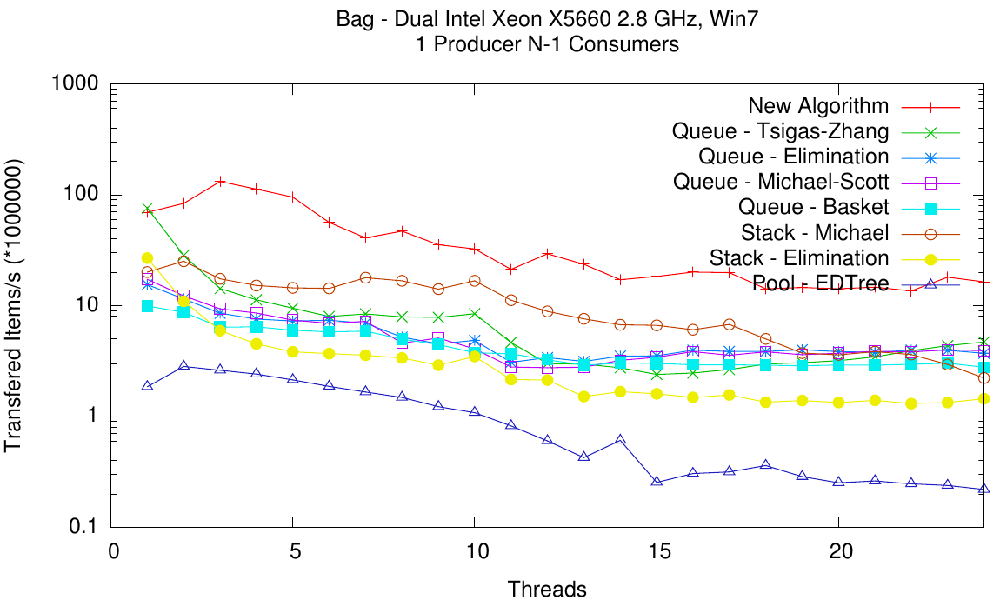 Bag - Dual Intel Xeon X5660 2.8 GHz, Win7
1 Producer N-1 Consumers
1000
100
10
1
0.1
Transfered Items/s (*1000000)
New Algorithm
Queue - Tsigas-Zhang
Queue - Elimination
Queue - Michael-Scott
Queue - Basket
Stack - Michael
Stack - Elimination
Pool - EDTree
0 5 10 15 20
Threads